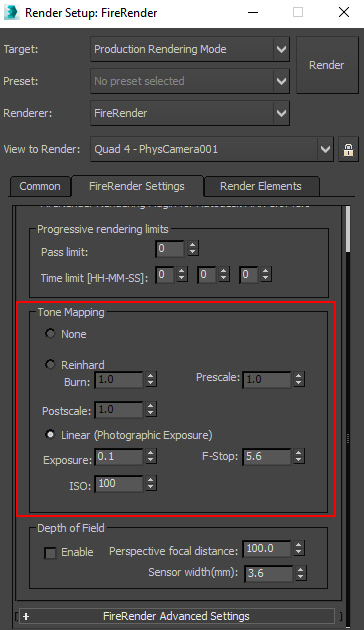 Render Setup: FireRender
Target: Production Rendering Mode
Render
Preset: No preset selected
Renderer: FireRender
View to Render: Quad 4 - PhysCamera001
Common FireRender Settings Render Elements
Progressive rendering limits
Pass limit: 0
Time limit [HH-MM-SS]: 0 0 0
Tone Mapping
None
Reinhard
Burn: 1.0 Prescale: 1.0
Postscale: 1.0
Linear (Photographic Exposure)
Exposure: 0.1 F-Stop: 5.6
ISO: 100
Depth of Field
Enable Perspective focal distance: 100.0
Sensor width(mm): 3.6
+ FireRender Advanced Settings